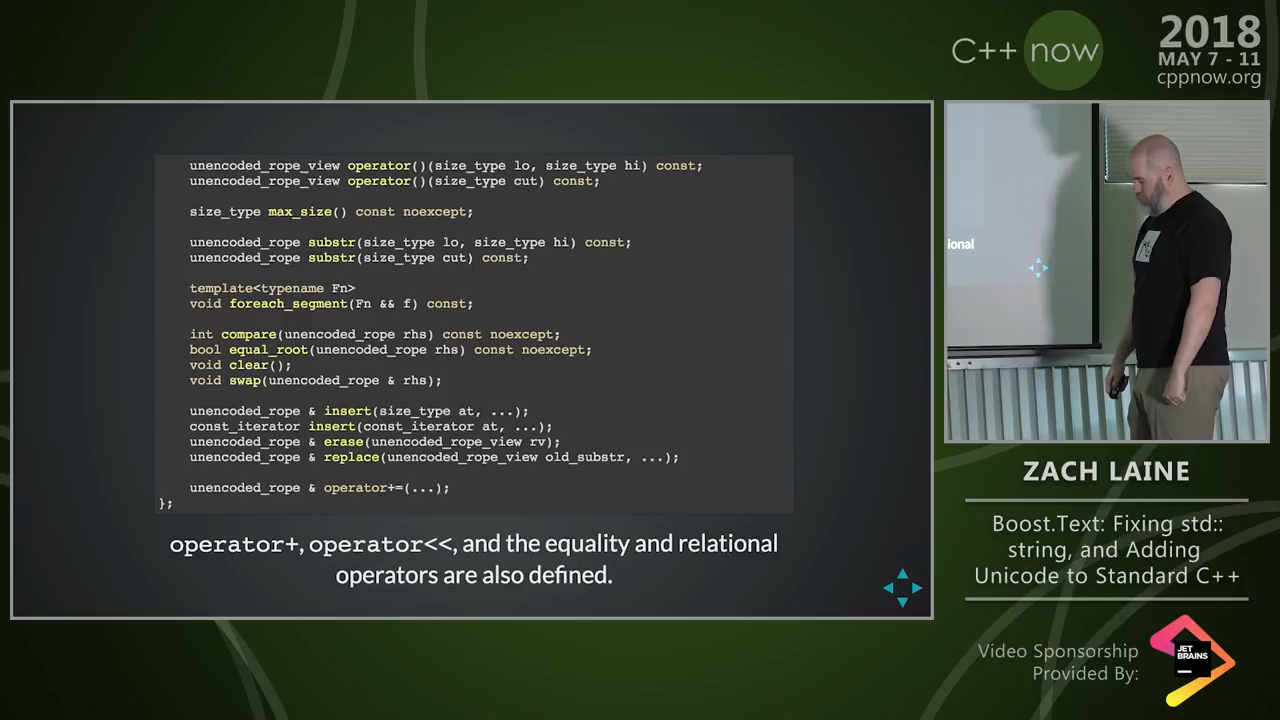 C++ now
2018
MAY 7 - 11
cppnow.org
unencoded_rope_view operator()(size_type lo, size_type hi) const;
unencoded_rope_view operator()(size_type cut) const;
size_type max_size() const noexcept;
unencoded_rope substr(size_type lo, size_type hi) const;
unencoded_rope substr(size_type cut) const;
template<typename Fn>
void foreach_segment(Fn && f) const;
int compare(unencoded_rope rhs) const noexcept;
bool equal_root(unencoded_rope rhs) const noexcept;
void clear();
void swap(unencoded_rope & rhs);
unencoded_rope & insert(size_type at, ...);
const_iterator insert(const_iterator at, ...);
unencoded_rope & erase(unencoded_rope_view rv);
unencoded_rope & replace(unencoded_rope_view old_substr, ...);
unencoded_rope & operator+=(...);
};
operator+, operator<<, and the equality and relational
operators are also defined.
ional
ZACH LAINE
Boost.Text: Fixing std::
string, and Adding
Unicode to Standard C++
Video Sponsorship
Provided By:
JET
BRAINS